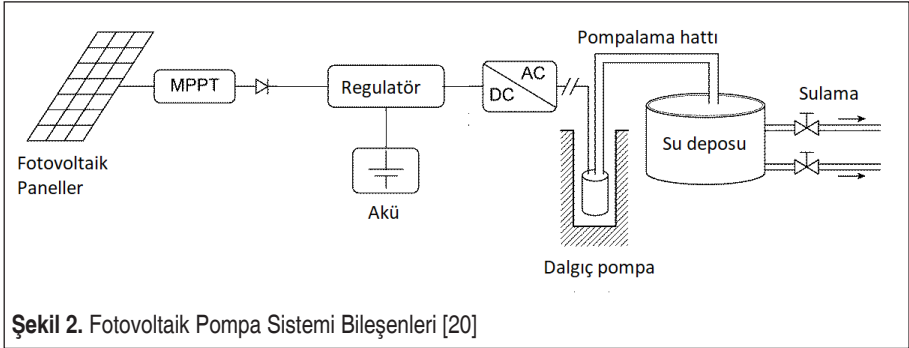 Pompalama hattı
MPPT
Regulatör
AC
DC
Sulama
Su deposu
Fotovoltaik
Paneller
Akü
Dalgıç pompa
Şekil 2. Fotovoltaik Pompa Sistemi Bileşenleri [20]